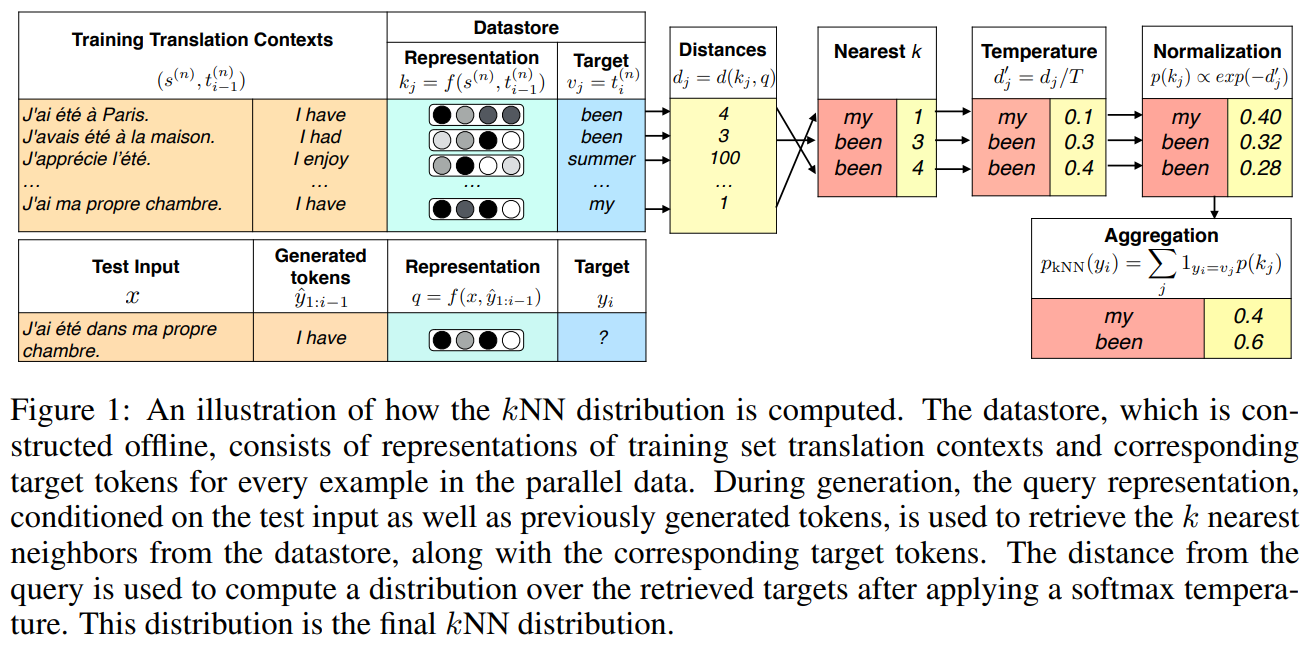 Training Translation Contexts
(s^{(n)}, t_{i-1}^{(n)})
Datastore
Representation
k_j = f(s^{(n)}, t_{i-1}^{(n)})
Target
v_j = t_i^{(n)}
J'ai été à Paris. I have been
J'avais été à la maison. I had been
J'apprécie l'été. I enjoy summer
... ... ... ...
J'ai ma propre chambre. I have my
Distances
d_j = d(k_j, q)
4
3
100
...
1
Nearest k
my 1
been 3
been 4
Temperature
d'_j = d_j/T
my 0.1
been 0.3
been 0.4
Normalization
p(k_j) ∝ exp(−d'_j)
my 0.40
been 0.32
been 0.28
Aggregation
p_{kNN}(y_i) = ∑_j 1_{y_i=v_j} p(k_j)
my 0.4
been 0.6
Test Input
x
Generated
tokens
ŷ_{1:i−1}
Representation
q = f(x, ŷ_{1:i−1})
Target
y_i
J'ai été dans ma propre
chambre.
I have
?
Figure 1: An illustration of how the kNN distribution is computed. The datastore, which is con-
structed offline, consists of representations of training set translation contexts and corresponding
target tokens for every example in the parallel data. During generation, the query representation,
conditioned on the test input as well as previously generated tokens, is used to retrieve the k nearest
neighbors from the datastore, along with the corresponding target tokens. The distance from the
query is used to compute a distribution over the retrieved targets after applying a softmax tempera-
ture. This distribution is the final kNN distribution.